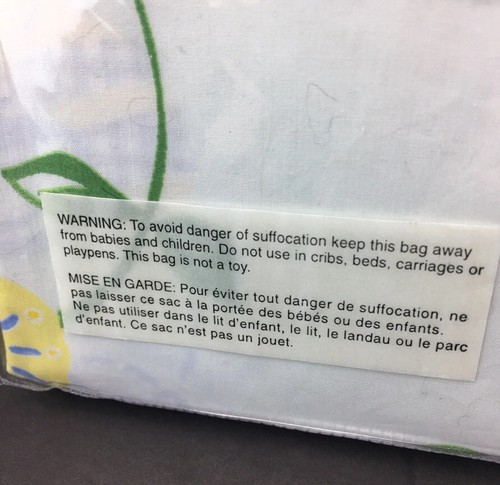 WARNING: To avoid danger of suffocation keep this bag away
from babies and children. Do not use in cribs, beds, carriages or
playpens. This bag is not a toy.
MISE EN GARDE: Pour éviter tout danger de suffocation, ne
pas laisser ce sac à la portée des bébés ou des enfants.
Ne pas utiliser dans le lit d'enfant, le lit, le landau ou le parc
d'enfant. Ce sac n'est pas un jouet.